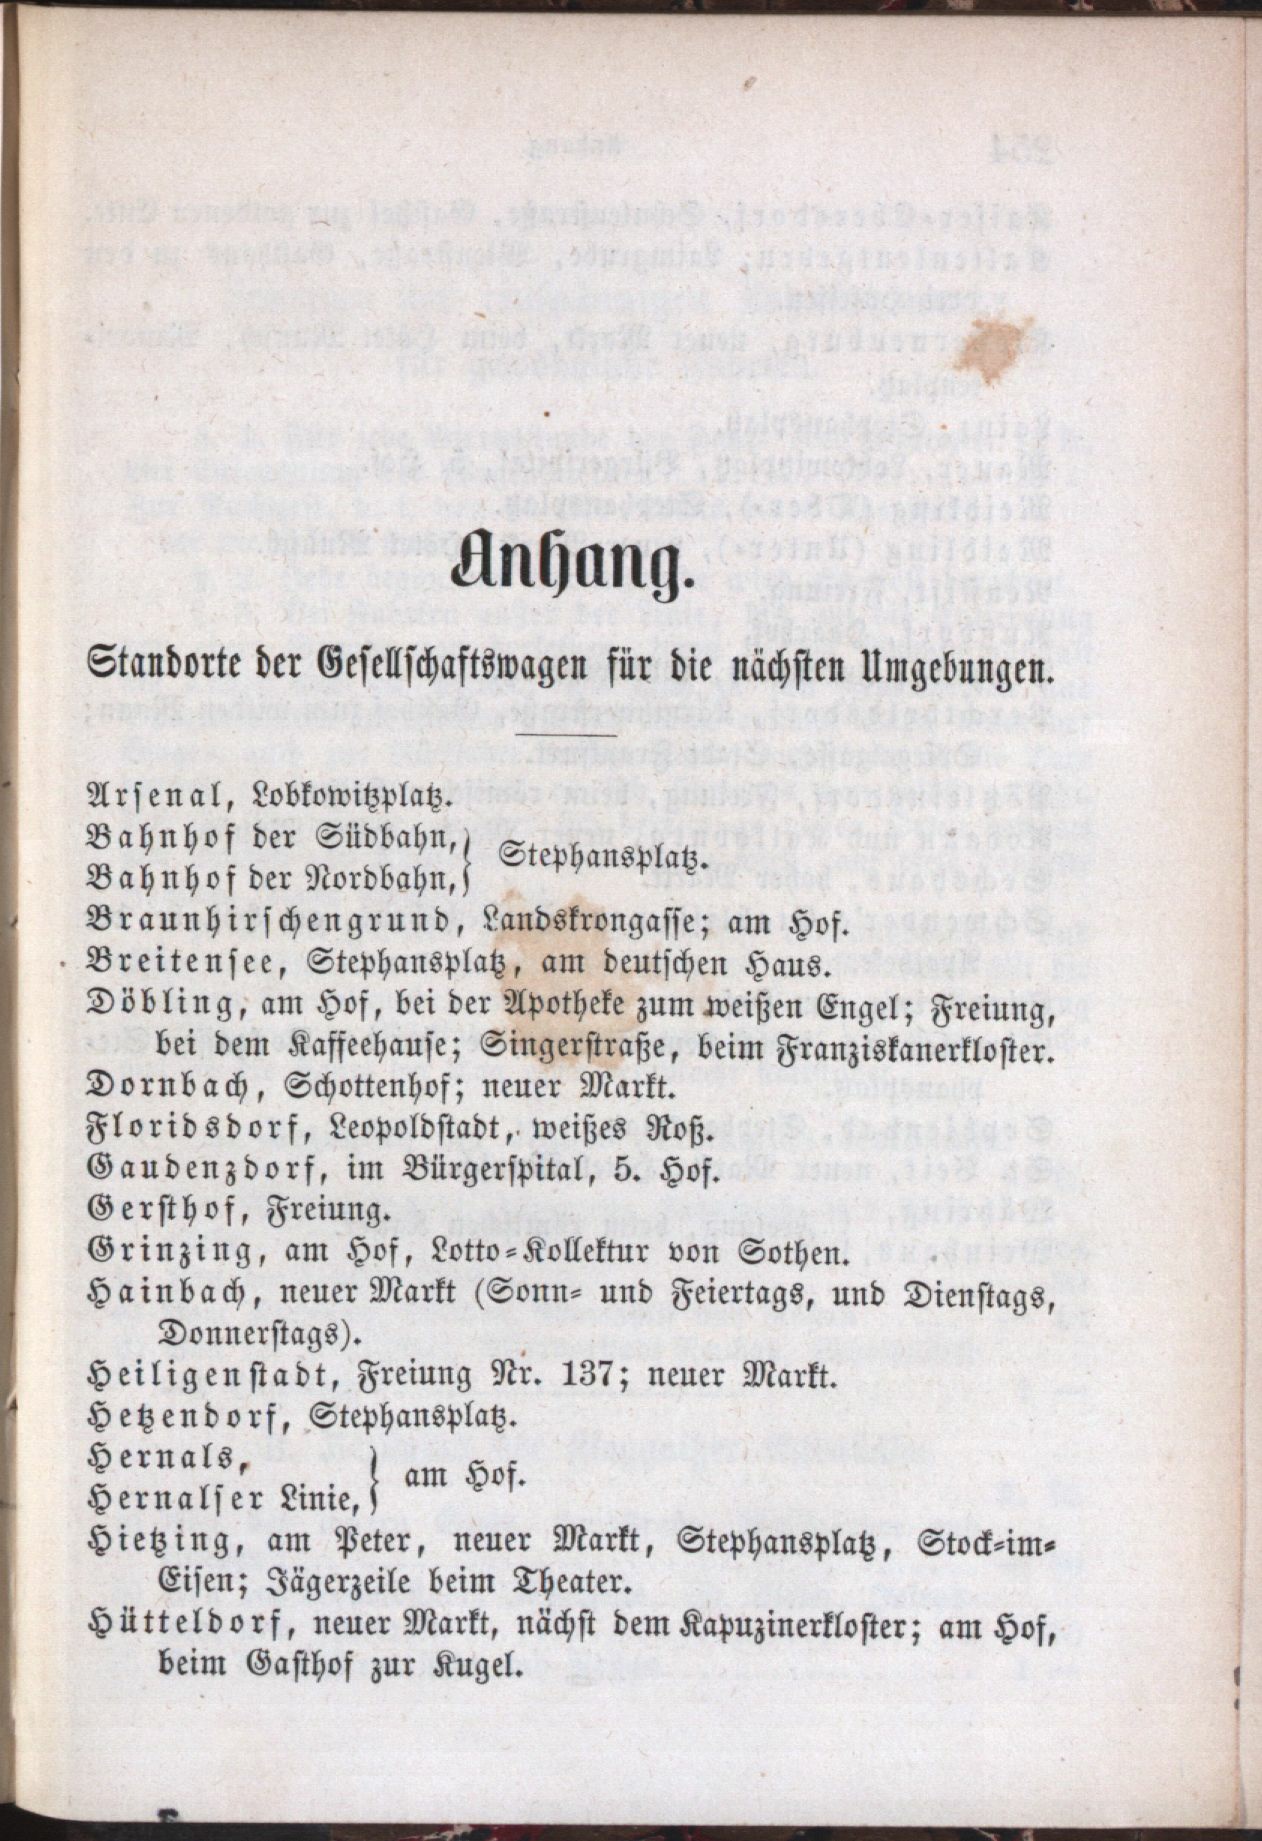 Anhang.
Standorte der Gesellschaftswagen für die nächsten Umgebungen.
Arsenal, Lobkowitzplatz.
Bahnhof der Südbahn,
Bahnhof der Nordbahn,} Stephansplatz.
Braunhirschengrund, Landskrongasse; am Hof.
Breitensee, Stephansplatz, am deutschen Haus.
Döbling, am Hof, bei der Apotheke zum weißen Engel; Freiung,
bei dem Kaffeehause; Singerstraße, beim Franziskanerkloster.
Dornbach, Schottenhof; neuer Markt.
Floridsdorf, Leopoldstadt, weißes Roß.
Gaudenzdorf, im Bürgerspital, 5. Hof.
Gersthof, Freiung.
Grinzing, am Hof, Lotto-Kollektur von Sothen.
Hainbach, neuer Markt (Sonn- und Feiertags, und Dienstags,
Donnerstags).
Heiligenstadt, Freiung Nr. 137; neuer Markt.
Hetzendorf, Stephansplatz.
Hernals,
Hernalser Linie,} am Hof.
Hietzing, am Peter, neuer Markt, Stephansplatz, Stock-im-
Eisen; Jägerzeile beim Theater.
Hütteldorf, neuer Markt, nächst dem Kapuzinerkloster; am Hof,
beim Gasthof zur Kugel.